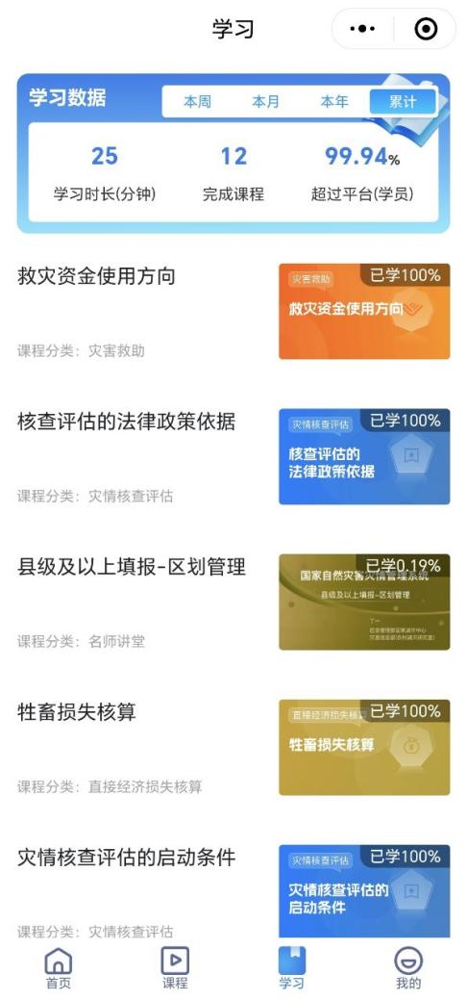 学习
学习数据
本周
本月
本年
累计
25
12
99.94%
学习时长(分钟)
完成课程
超过平台(学员)
救灾资金使用方向
课程分类：灾害救助
灾害救助
已学100%
救灾资金使用方向
核查评估的法律政策依据
课程分类：灾情核查评估
灾情核查评估
已学100%
核查评估的
法律政策依据
县级及以上填报-区划管理
课程分类：名师讲堂
已学0.19%
国家自然灾害灾情管理系统
县级及以上填报-区划管理
牲畜损失核算
课程分类：直接经济损失核算
直接经济损失核
已学100%
牲畜损失核算
灾情核查评估的启动条件
课程分类：灾情核查评估
灾情核查评估
已学100%
灾情核查评估的
启动条件
首页
课程
学习
我的